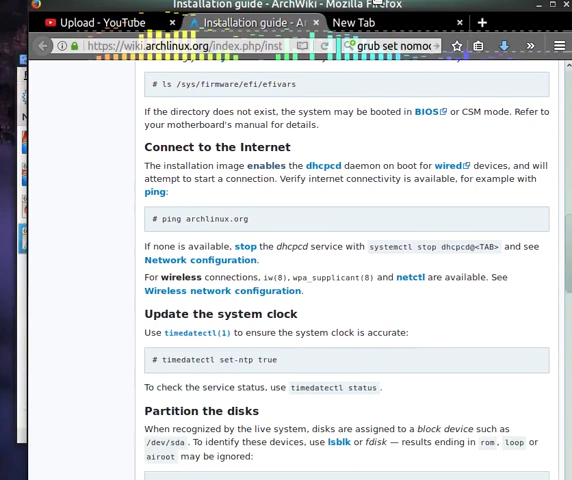 Installation guide - ArchWiki - Mozilla Firefox
Upload - YouTube
Installation guide - Ar
New Tab
https://wiki.archlinux.org/index.php/inst
grub set nomod
# ls /sys/firmware/efi/efivars
If the directory does not exist, the system may be booted in BIOS or CSM mode. Refer to
your motherboard's manual for details.
Connect to the Internet
The installation image enables the dhcpcd daemon on boot for wired devices, and will
attempt to start a connection. Verify internet connectivity is available, for example with
ping:
# ping archlinux.org
If none is available, stop the dhcpcd service with systemctl stop dhcpcd@<TAB> and see
Network configuration.
For wireless connections, iw(8), wpa_supplicant(8) and netctl are available. See
Wireless network configuration.
Update the system clock
Use timedatectl(1) to ensure the system clock is accurate:
# timedatectl set-ntp true
To check the service status, use timedatectl status.
Partition the disks
When recognized by the live system, disks are assigned to a block device such as
/dev/sda. To identify these devices, use lsblk or fdisk — results ending in rom, loop or
airoot may be ignored: